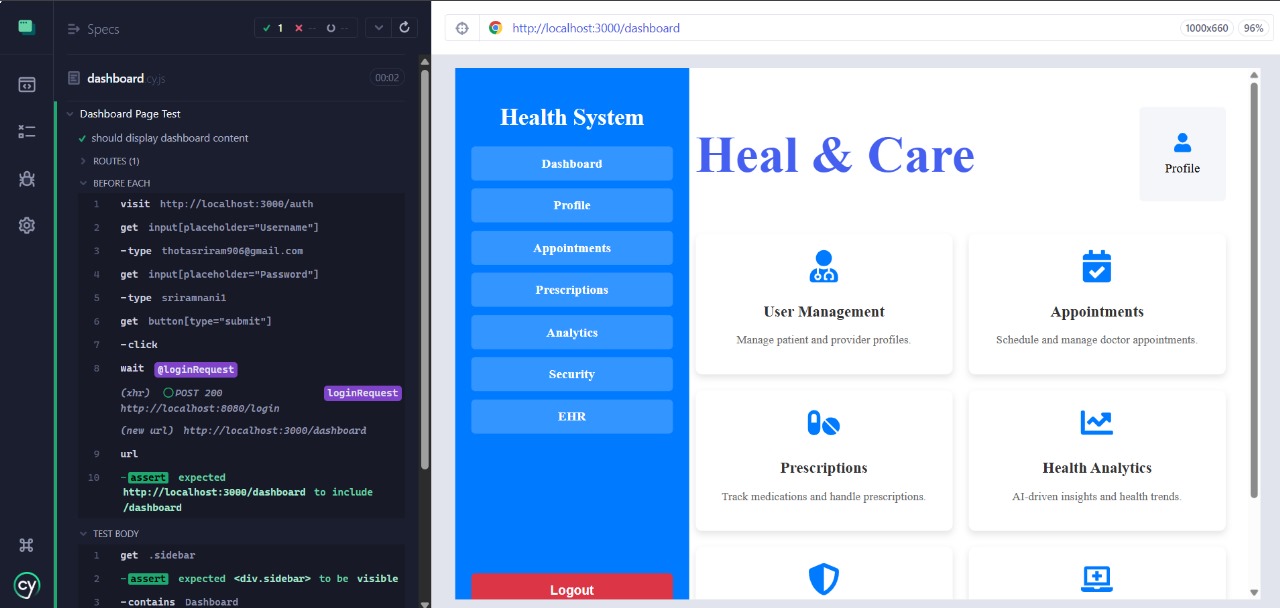 Specs
1
--
--
dashboard.cy.js
00:02
Dashboard Page Test
should display dashboard content
ROUTES (1)
BEFORE EACH
1 visit http://localhost:3000/auth
2 get input[placeholder="Username"]
3 -type thotasriram906@gmail.com
4 get input[placeholder="Password"]
5 -type sriramnani1
6 get button[type="submit"]
7 -click
8 wait @loginRequest
(xhr) POST 200 loginRequest
http://localhost:8080/login
(new url) http://localhost:3000/dashboard
9 url
10 -assert expected
http://localhost:3000/dashboard to include
/dashboard
TEST BODY
1 get .sidebar
2 -assert expected <div.sidebar> to be visible
3 -contains Dashboard
cy
http://localhost:3000/dashboard
1000x660
96%
Health System
Dashboard
Profile
Appointments
Prescriptions
Analytics
Security
EHR
Logout
Heal & Care
Profile
User Management
Manage patient and provider profiles.
Appointments
Schedule and manage doctor appointments.
Prescriptions
Track medications and handle prescriptions.
Health Analytics
AI-driven insights and health trends.